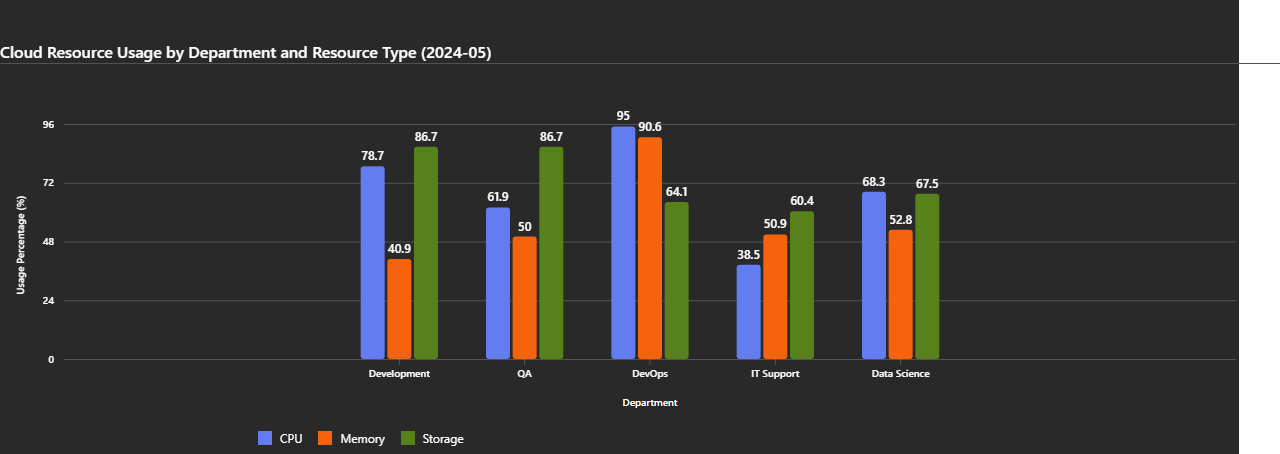 Cloud Resource Usage by Department and Resource Type (2024-05)
96
72
48
24
0
Usage Percentage (%)
78.7
40.9
86.7
61.9
50
86.7
95
90.6
64.1
38.5
50.9
60.4
68.3
52.8
67.5
Development
QA
DevOps
IT Support
Data Science
Department
CPU
Memory
Storage